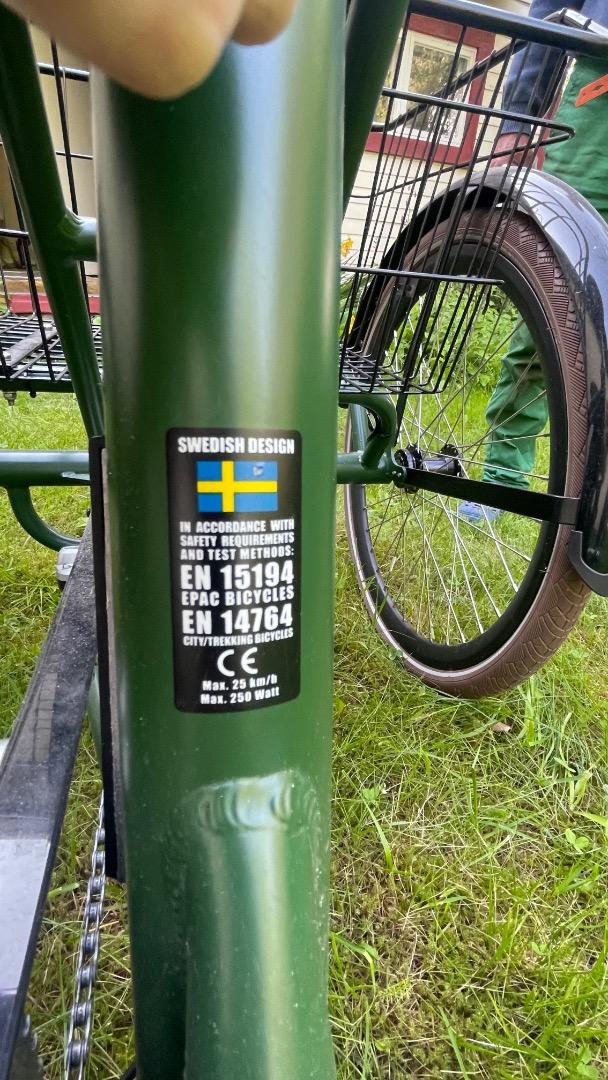 SWEDISH DESIGN
IN ACCORDANCE WITH
SAFETY REQUIREMENTS
AND TEST METHODS:
EN 15194
EPAC BICYCLES
EN 14764
CITY/TREKKING BICYCLES
CE
Max. 25 km/h
Max. 250 Watt